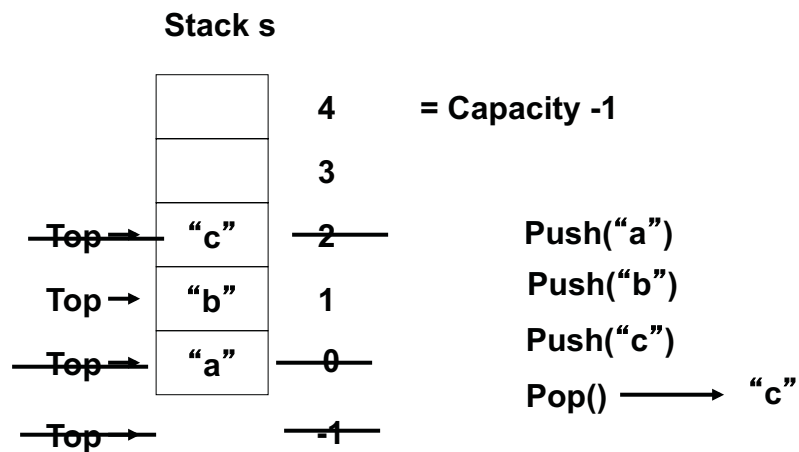 Stack s
4 = Capacity -1
3
Top “c” 2 Push(“a”)
Top “b” 1 Push(“b”)
Top “a” 0 Push(“c”)
Pop() “c”
Top -1